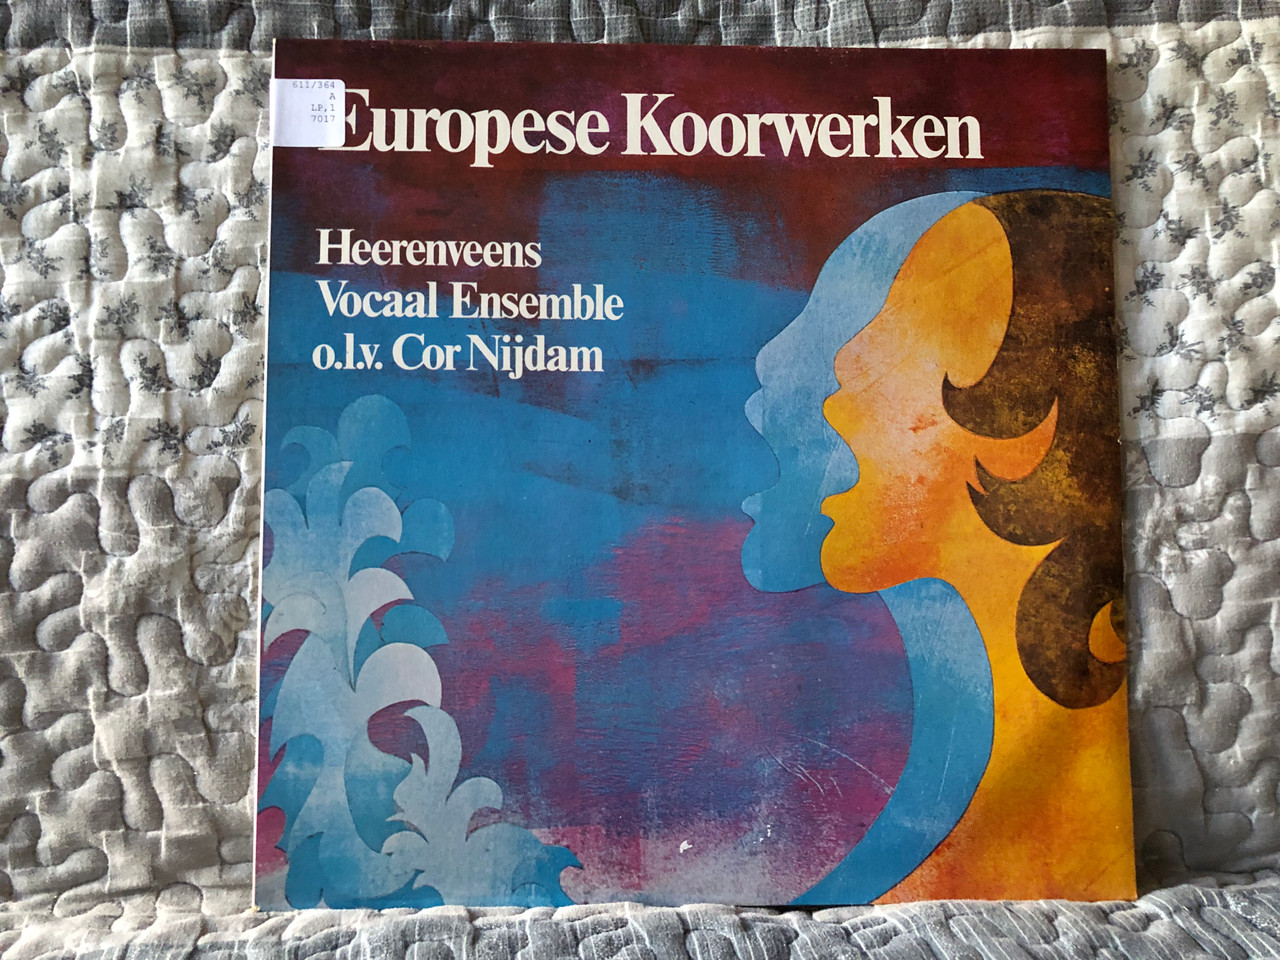 611/364
A
LP,1
7017
Europese Koorwerken
Heerenveens
Vocaal Ensemble
o.l.v. Cor Nijdam